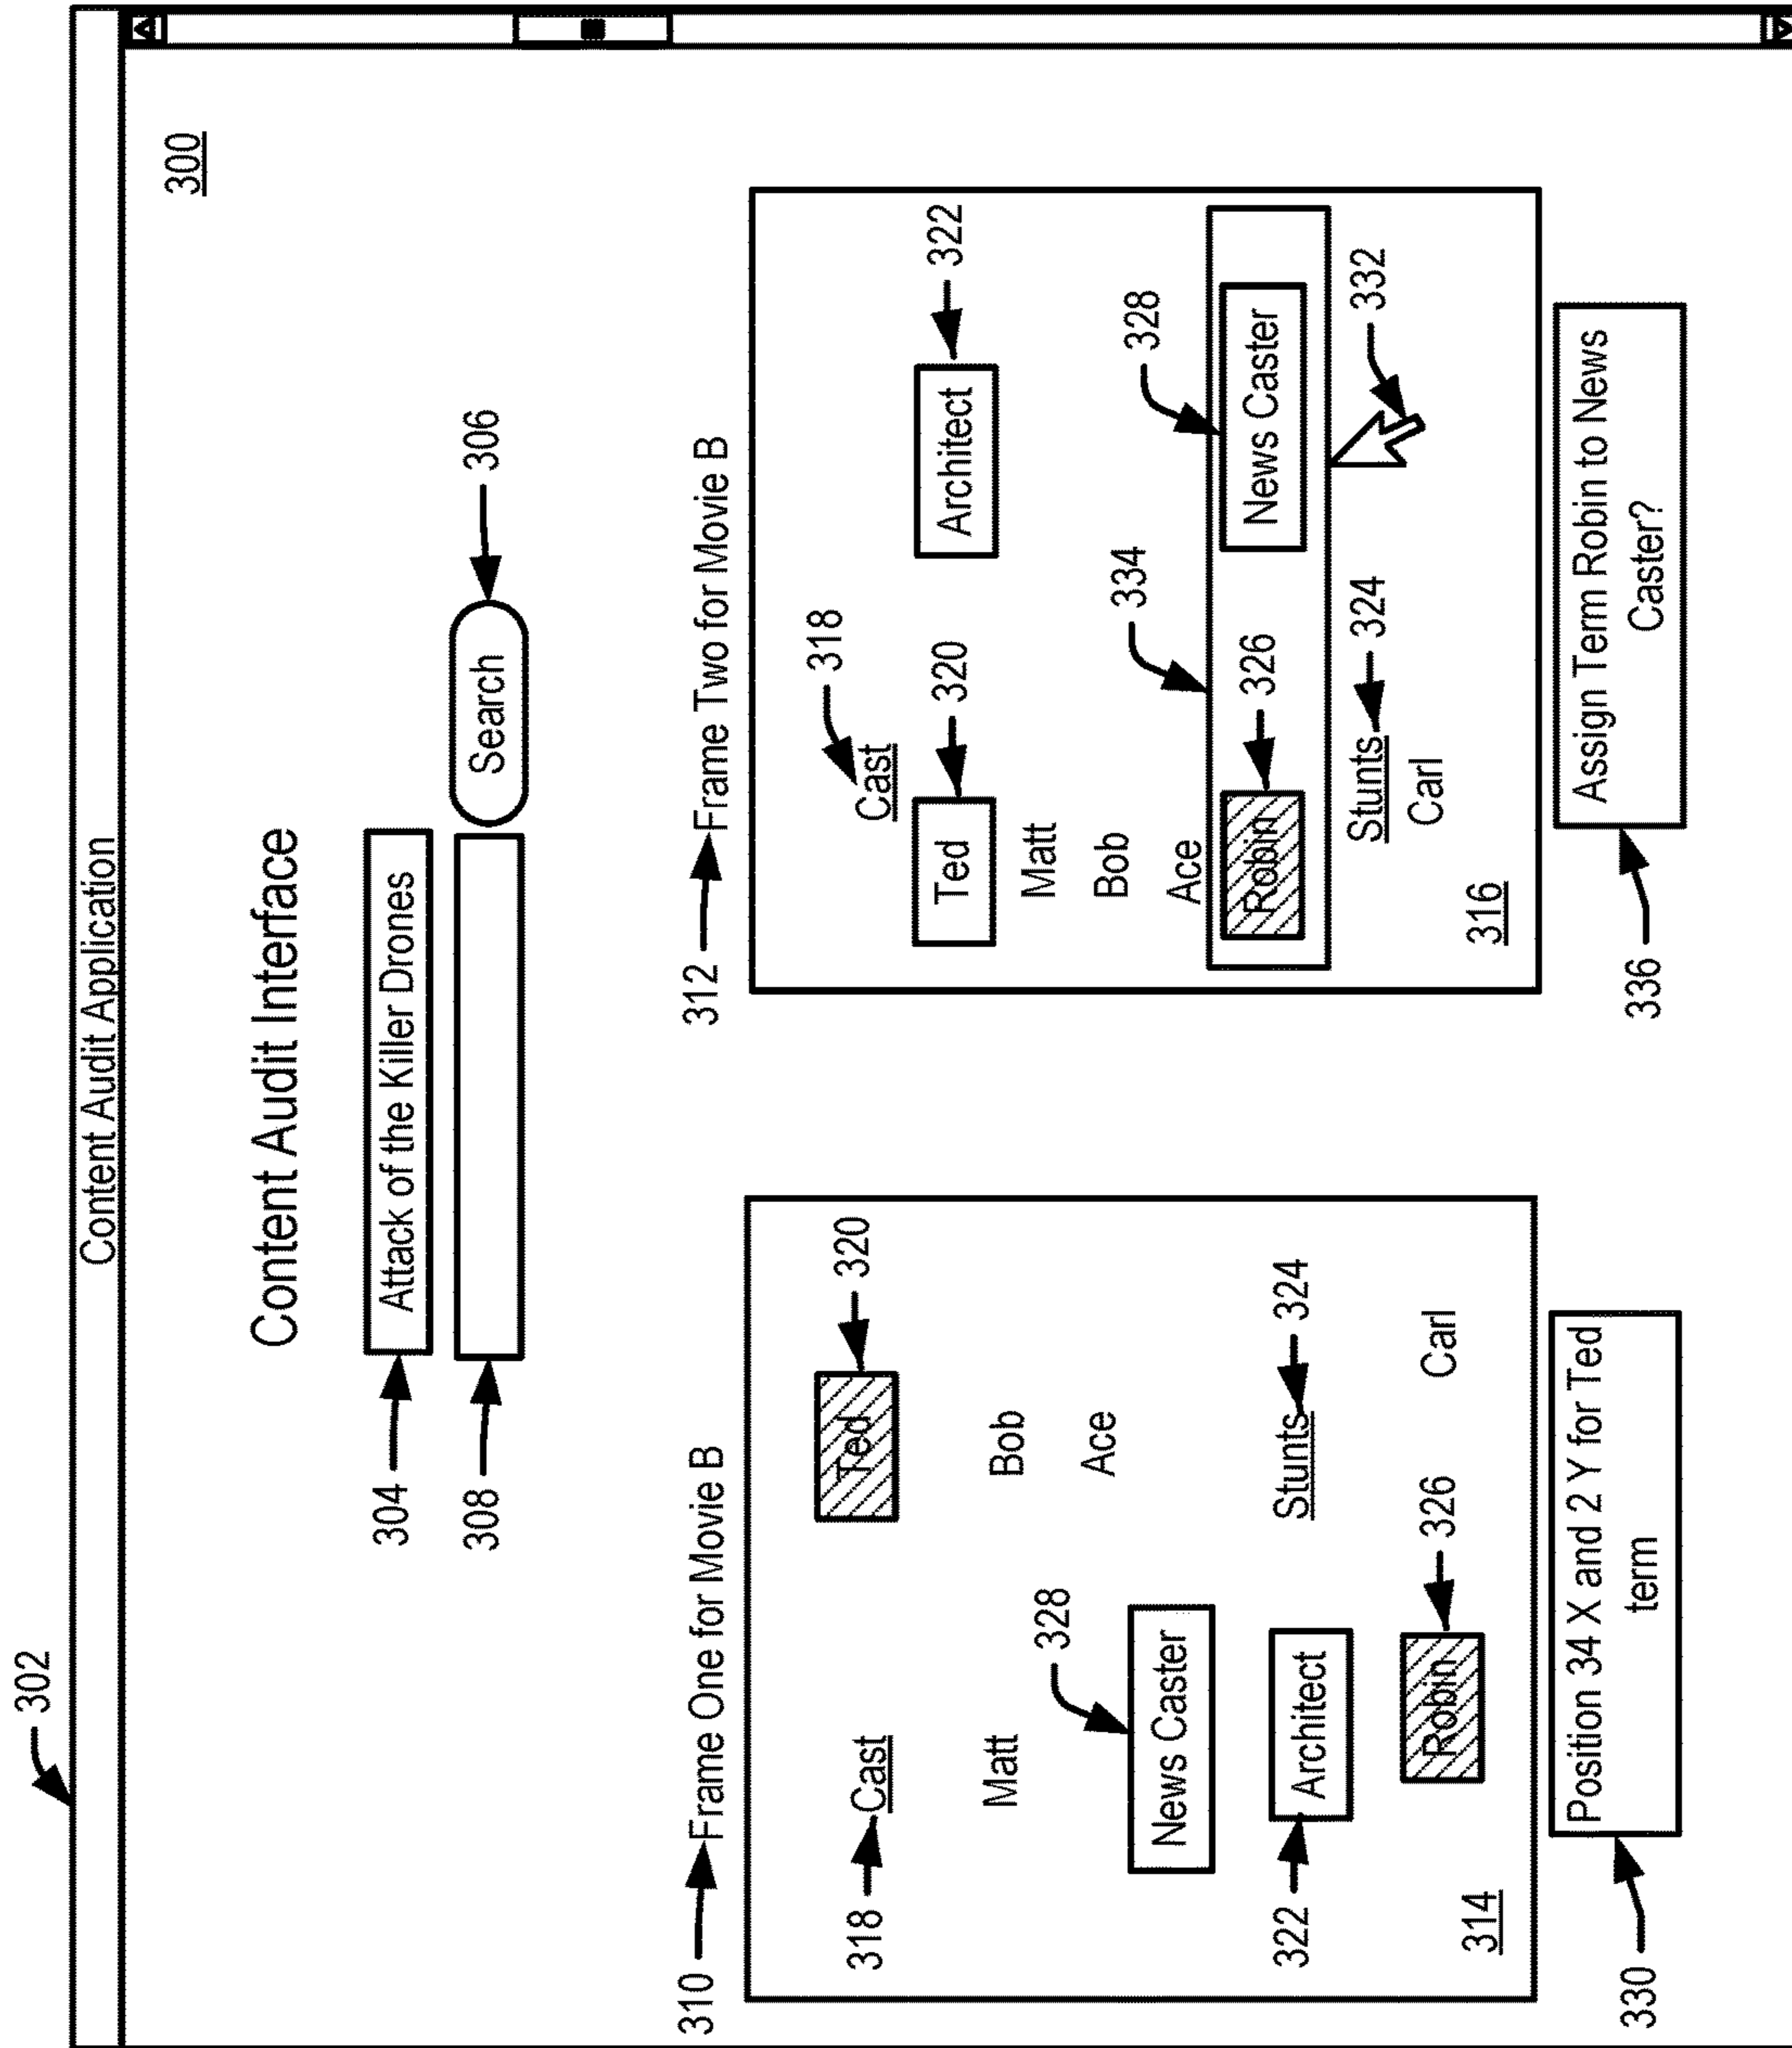 302
Content Audit Application
300
Content Audit Interface
304
Attack of the Killer Drones
308
Search
306
310
Frame One for Movie B
318
Cast
Ted
320
Matt
Bob
Ace
328
News Caster
322
Architect
Stunts
324
Robin
326
Carl
314
330
Position 34 X and 2 Y for Ted
term
312
Frame Two for Movie B
318
Cast
Ted
320
Architect
322
Matt
Bob
Ace
334
328
Robin
326
News Caster
Stunts
324
332
Carl
316
336
Assign Term Robin to News
Caster?